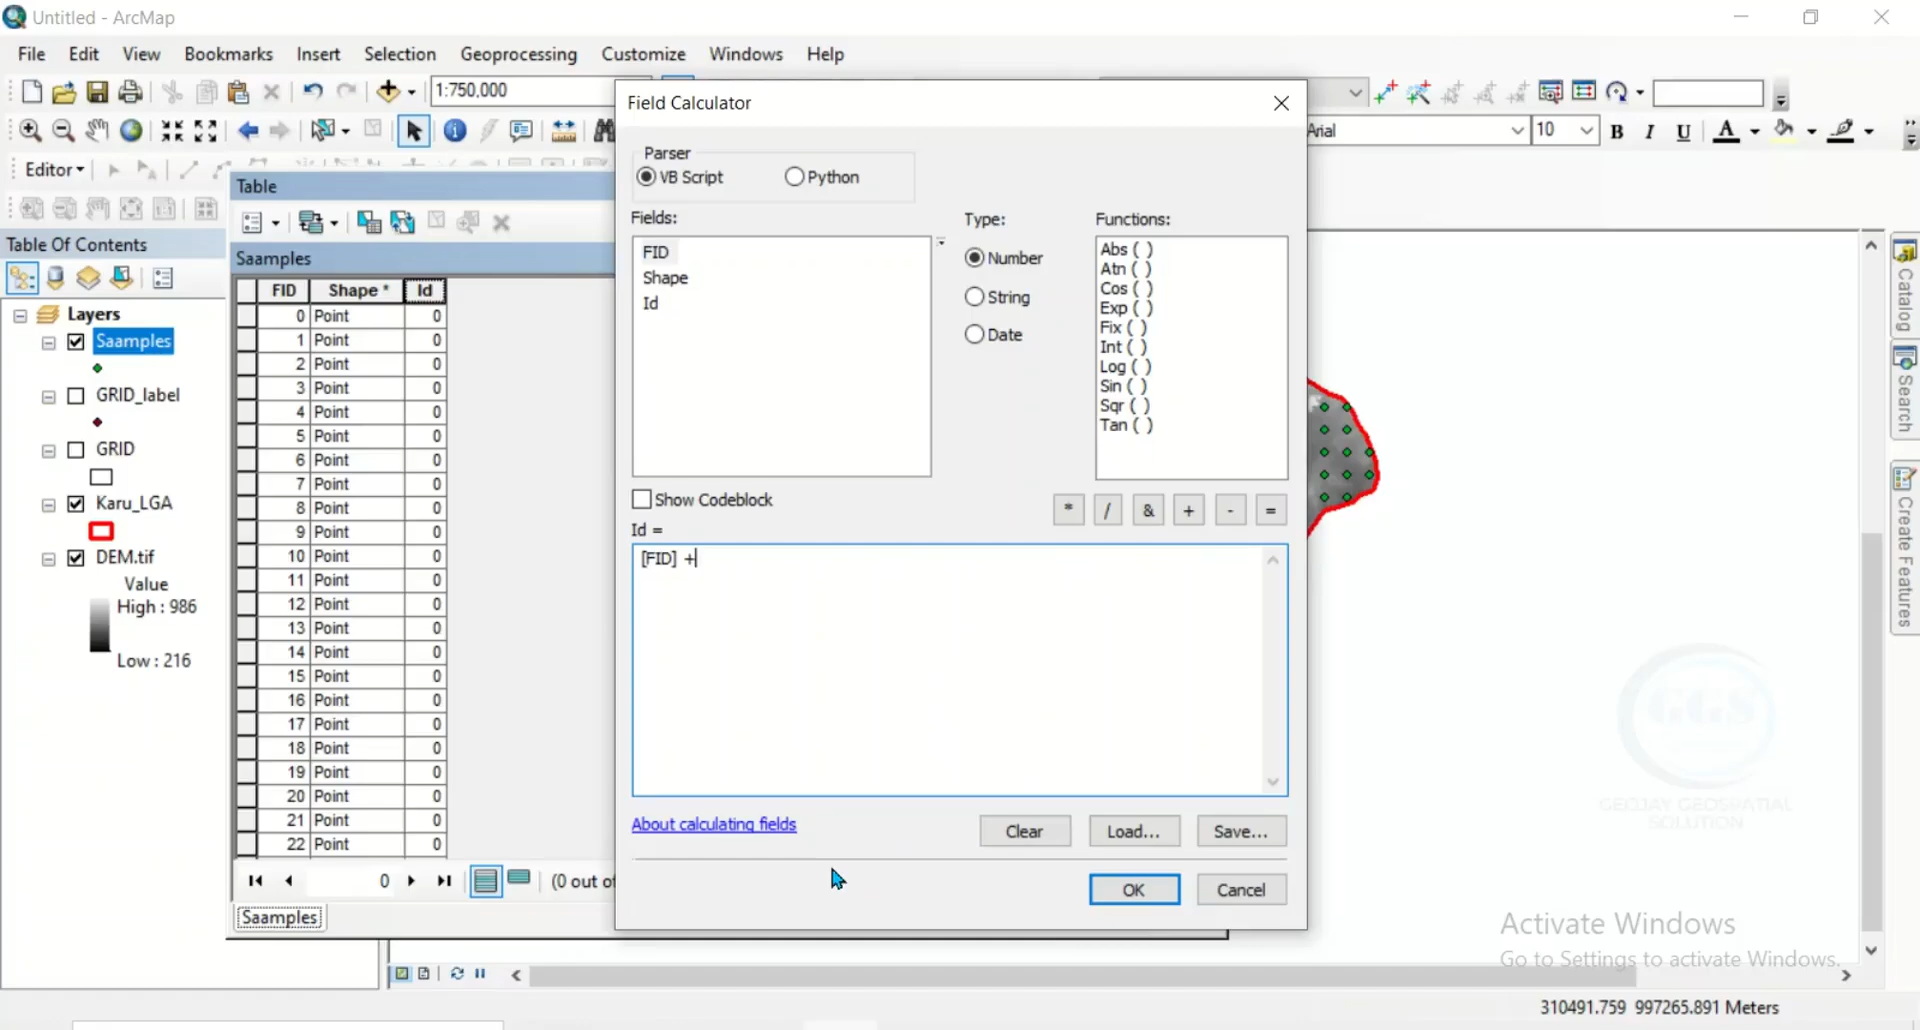 Untitled - ArcMap
File Edit View Bookmarks Insert Selection Geoprocessing Customize Windows Help
1:750,000
Arial 10 B I U A
Editor
Table
Saamples
FID Shape * Id
0 Point 0
1 Point 0
2 Point 0
3 Point 0
4 Point 0
5 Point 0
6 Point 0
7 Point 0
8 Point 0
9 Point 0
10 Point 0
11 Point 0
12 Point 0
13 Point 0
14 Point 0
15 Point 0
16 Point 0
17 Point 0
18 Point 0
19 Point 0
20 Point 0
21 Point 0
22 Point 0
0 (0 out of
Saamples
Table Of Contents
Layers
Saamples
GRID_label
GRID
Karu_LGA
DEM.tif
Value
High : 986
Low : 216
Field Calculator
Parser
VB Script Python
Fields: Type: Functions:
FID
Shape
Id
Number
String
Date
Abs ( )
Atn ( )
Cos ( )
Exp ( )
Fix ( )
Int ( )
Log ( )
Sin ( )
Sqr ( )
Tan ( )
Show Codeblock
* / & + - =
Id =
[FID] +
About calculating fields
Clear Load... Save...
OK Cancel
Catalog
Search
Create Features
GGS
GEOJAY GEOSPATIAL
SOLUTION
Activate Windows
Go to Settings to activate Windows.
310491.759 997265.891 Meters